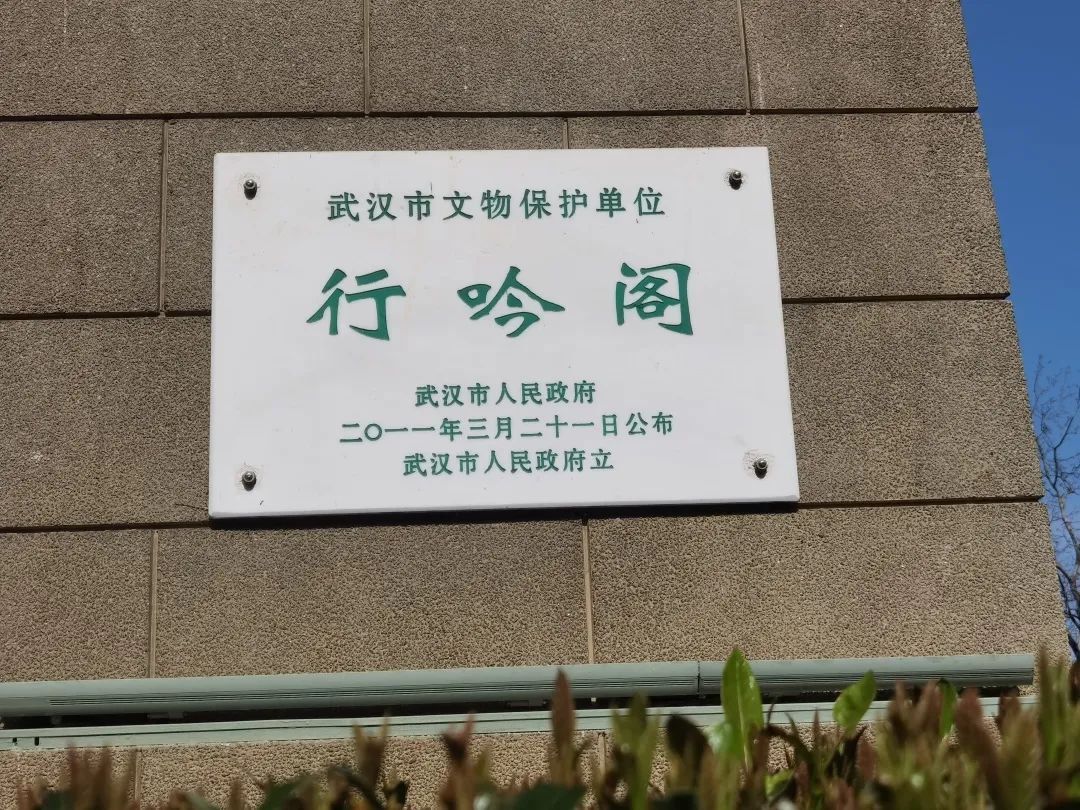 武汉市文物保护单位
行吟阁
武汉市人民政府
二〇一一年三月二十一日公布
武汉市人民政府立